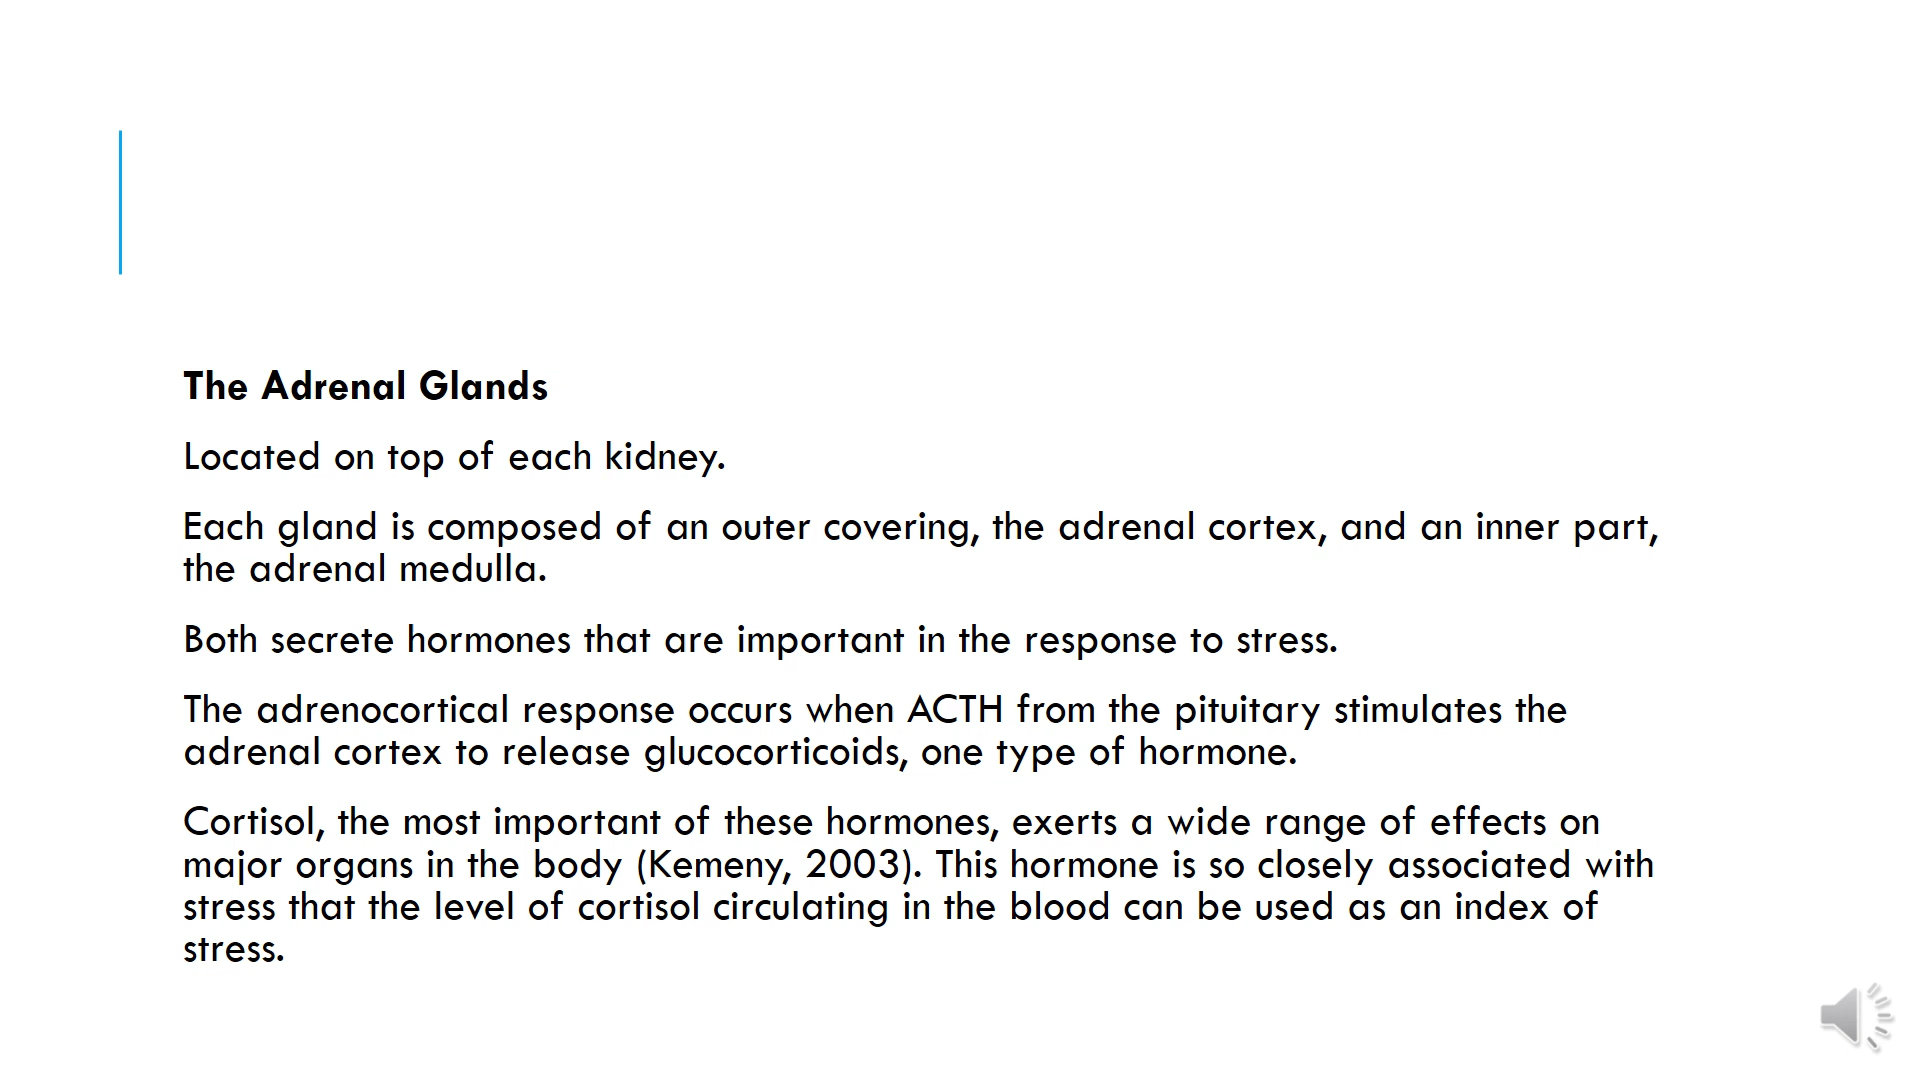 The Adrenal Glands
Located on top of each kidney.
Each gland is composed of an outer covering, the adrenal cortex, and an inner part,
the adrenal medulla.
Both secrete hormones that are important in the response to stress.
The adrenocortical response occurs when ACTH from the pituitary stimulates the
adrenal cortex to release glucocorticoids, one type of hormone.
Cortisol, the most important of these hormones, exerts a wide range of effects on
major organs in the body (Kemeny, 2003). This hormone is so closely associated with
stress that the level of cortisol circulating in the blood can be used as an index of
stress.